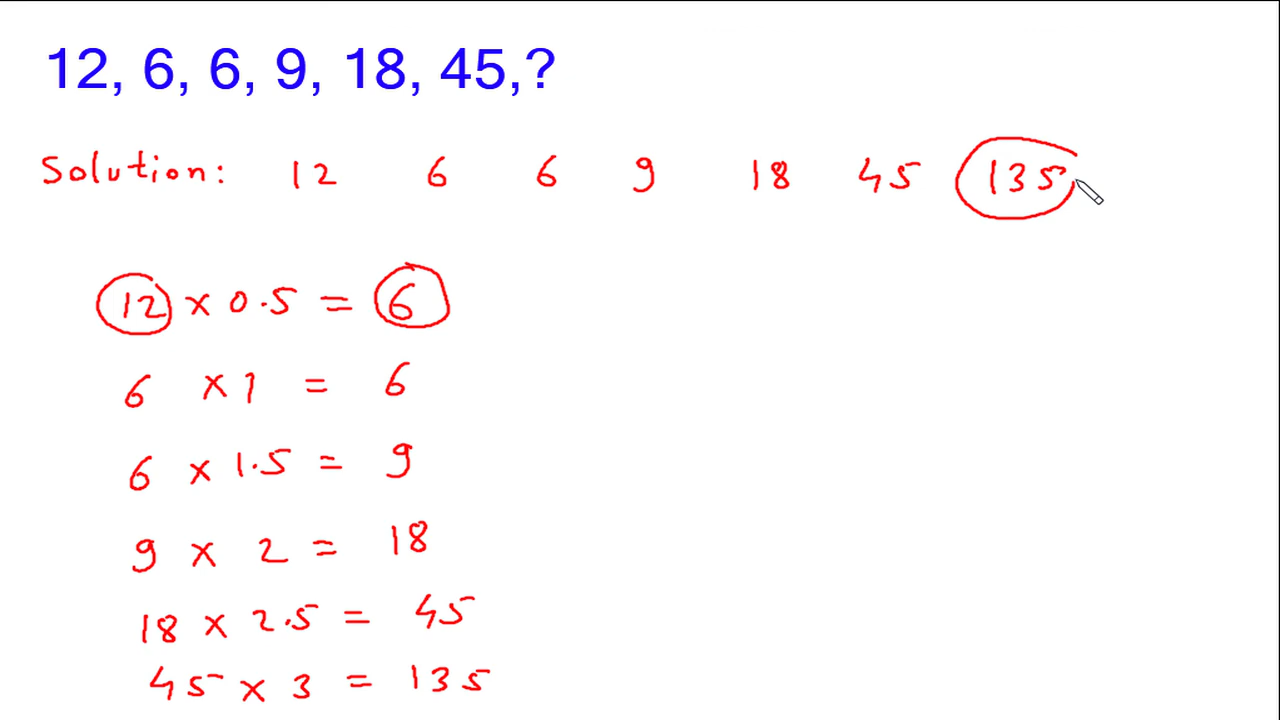 12, 6, 6, 9, 18, 45,?
Solution: 12 6 6 9 18 45 135
12 × 0.5 = 6
6 × 1 = 6
6 × 1.5 = 9
9 × 2 = 18
18 × 2.5 = 45
45 × 3 = 135